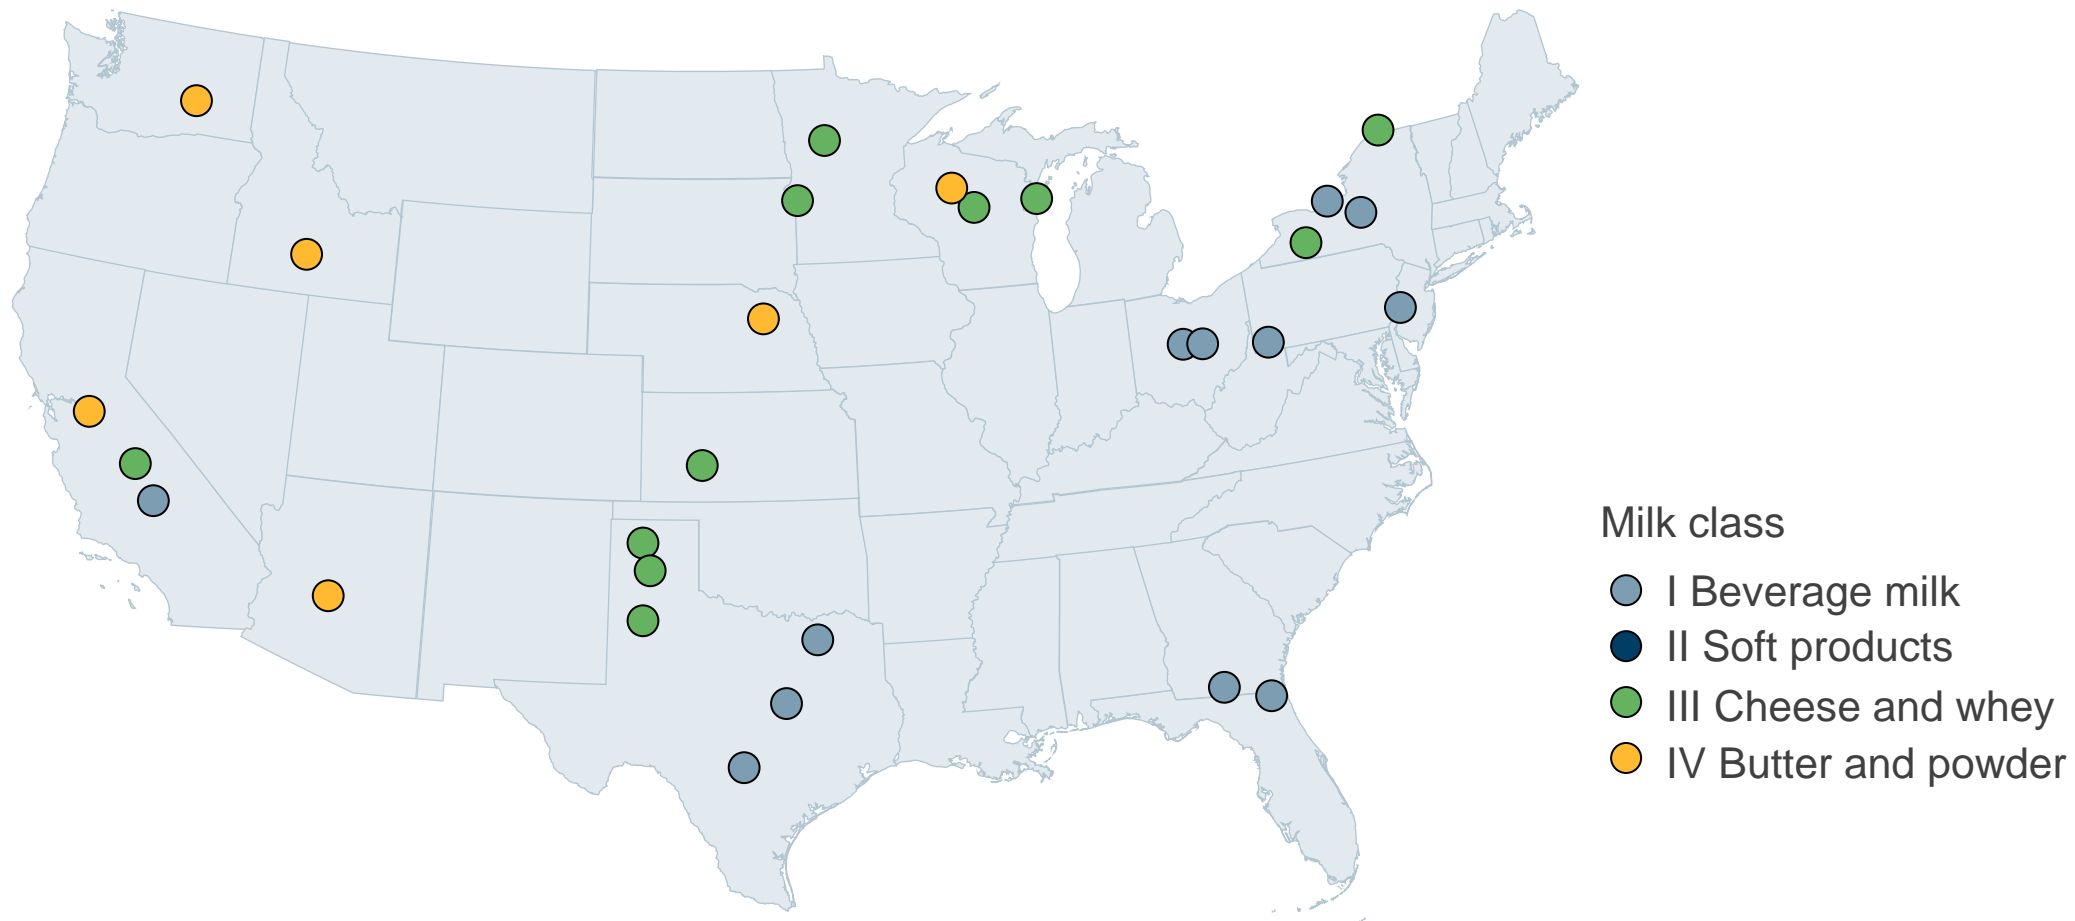 Milk class
I Beverage milk
II Soft products
III Cheese and whey
IV Butter and powder